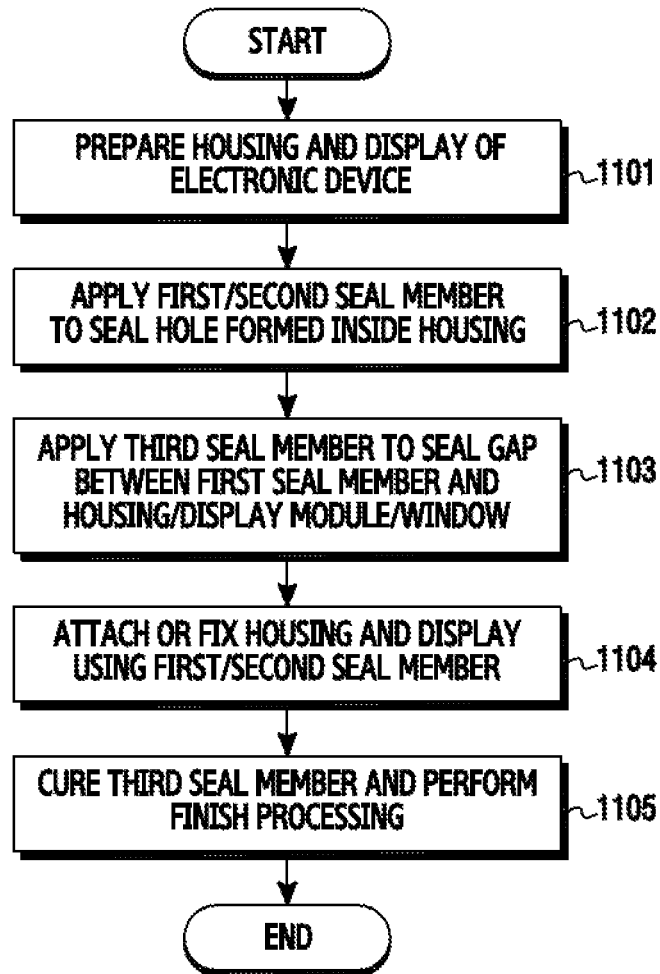 START
PREPARE HOUSING AND DISPLAY OF
ELECTRONIC DEVICE
1101
APPLY FIRST/SECOND SEAL MEMBER
TO SEAL HOLE FORMED INSIDE HOUSING
1102
APPLY THIRD SEAL MEMBER TO SEAL GAP
BETWEEN FIRST SEAL MEMBER AND
HOUSING/DISPLAY MODULE/WINDOW
1103
ATTACH OR FIX HOUSING AND DISPLAY
USING FIRST/SECOND SEAL MEMBER
1104
CURE THIRD SEAL MEMBER AND PERFORM
FINISH PROCESSING
1105
END